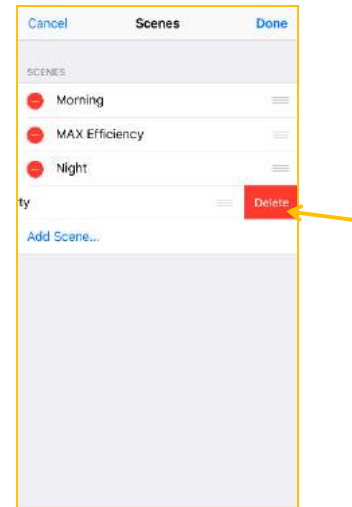 Cancel Scenes Done
SCENES
Morning
MAX Efficiency
Night
ty Delete
Add Scene...